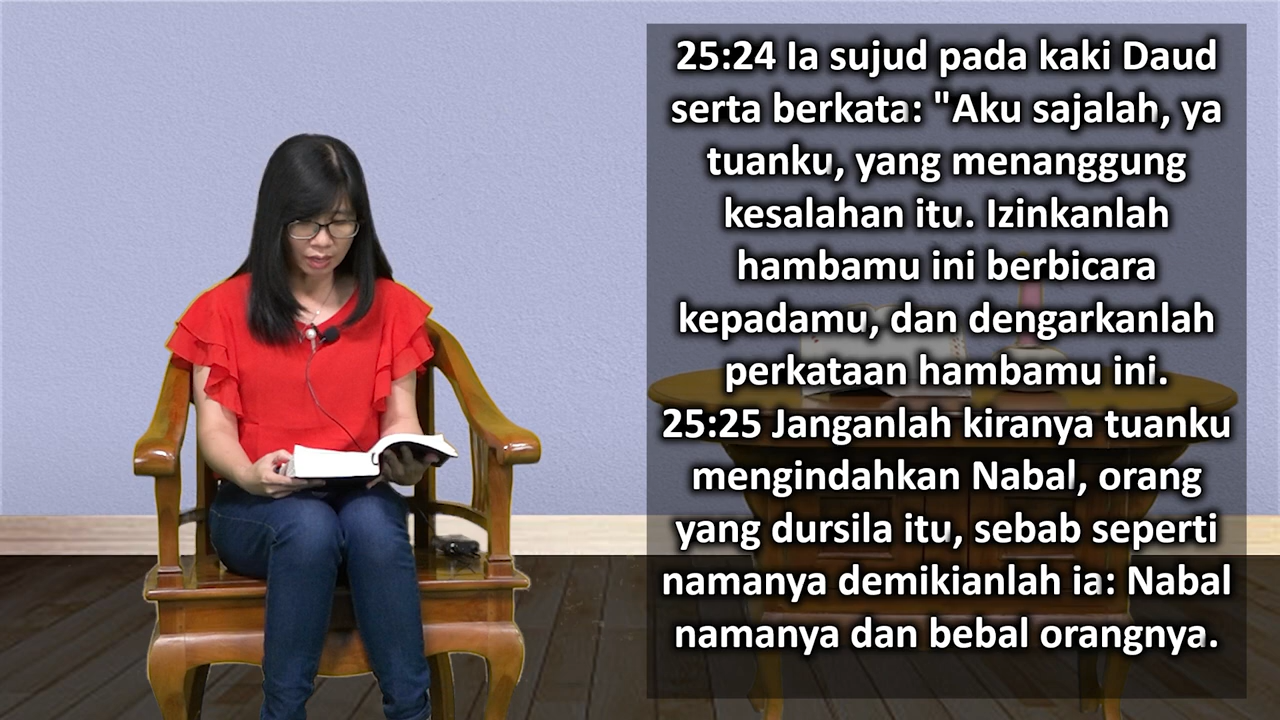 25:24 Ia sujud pada kaki Daud
serta berkata: "Aku sajalah, ya
tuanku, yang menanggung
kesalahan itu. Izinkanlah
hambamu ini berbicara
kepadamu, dan dengarkanlah
perkataan hambamu ini.
25:25 Janganlah kiranya tuanku
mengindahkan Nabal, orang
yang dursila itu, sebab seperti
namanya demikianlah ia: Nabal
namanya dan bebal orangnya.